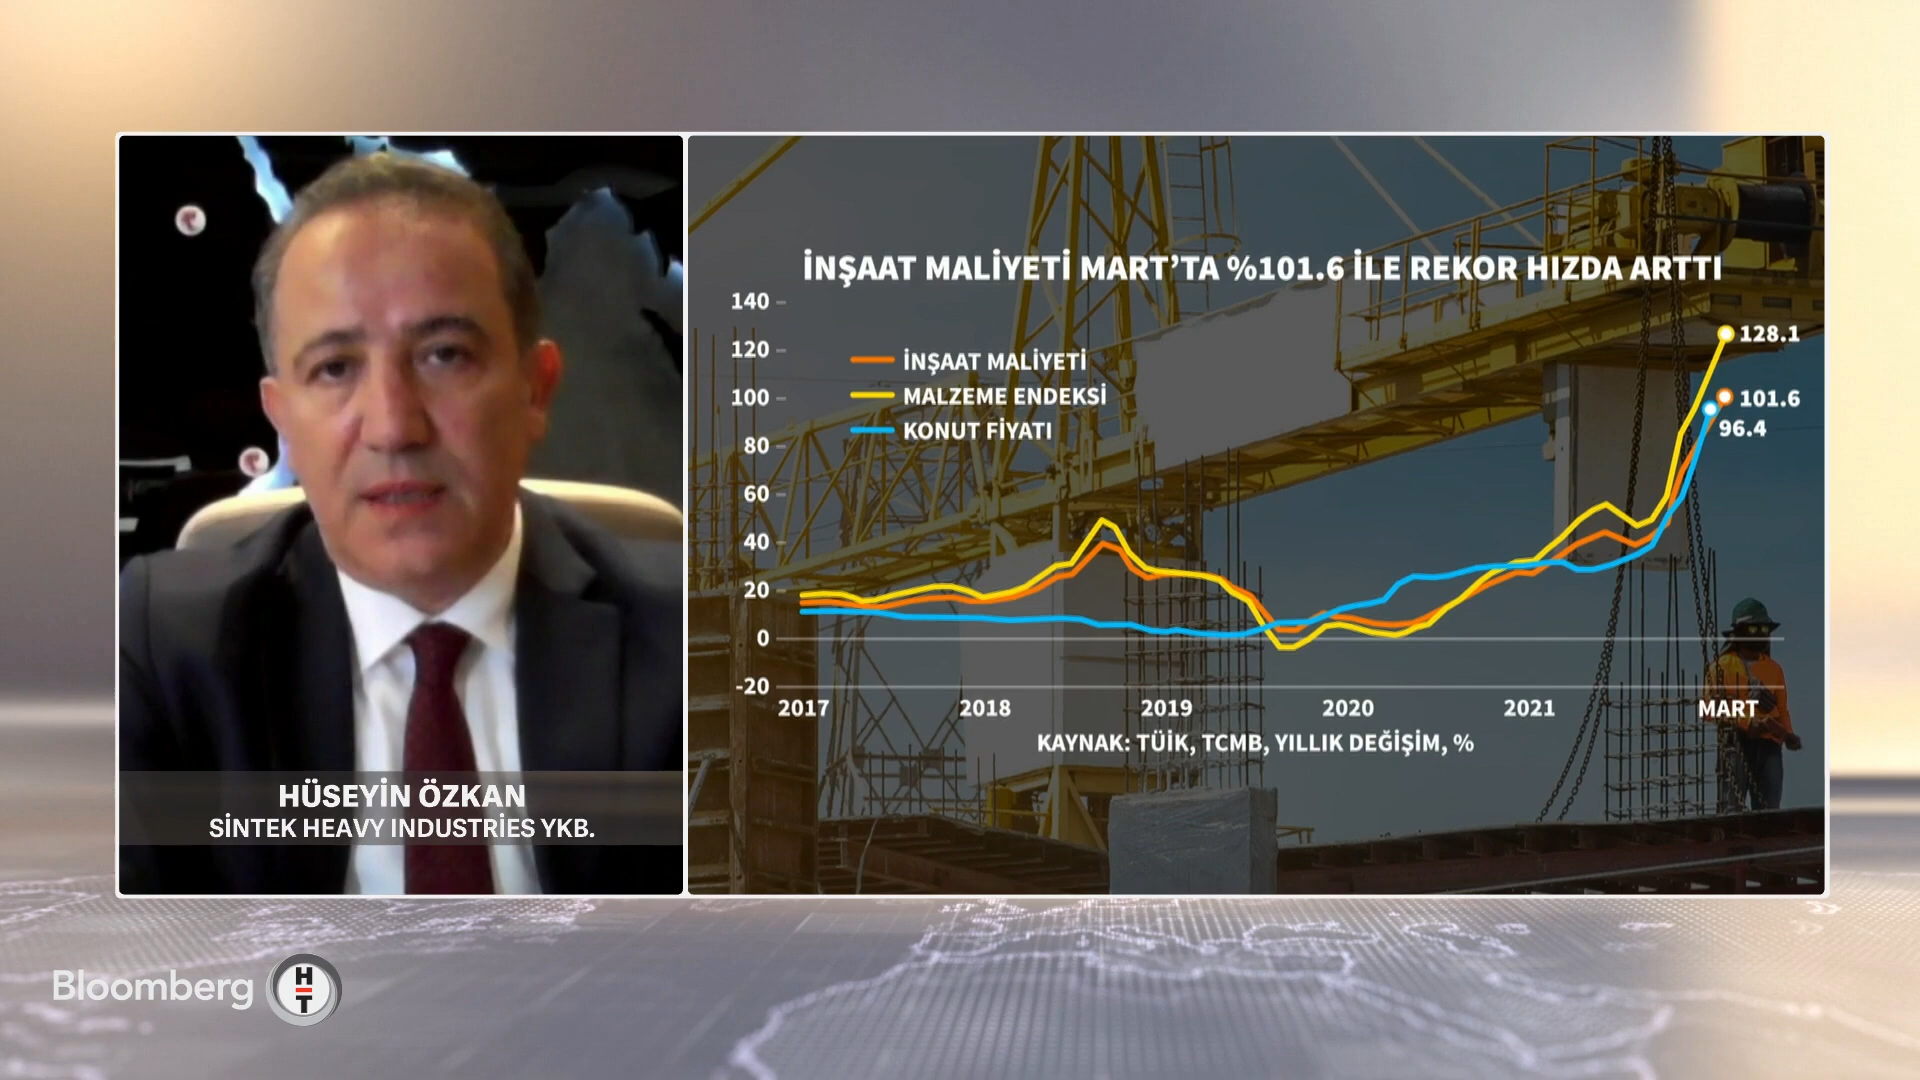 İNŞAAT MALİYETİ MART'TA %101.6 İLE REKOR HIZDA ARTTI
140
120
100
80
60
40
20
0
-20
İNŞAAT MALİYETİ
MALZEME ENDEKSİ
KONUT FİYATI
128.1
101.6
96.4
2017 2018 2019 2020 2021 MART
KAYNAK: TÜİK, TCMB, YILLIK DEĞİŞİM, %
HÜSEYİN ÖZKAN
SİNTEK HEAVY INDUSTRİES YKB.
Bloomberg HT